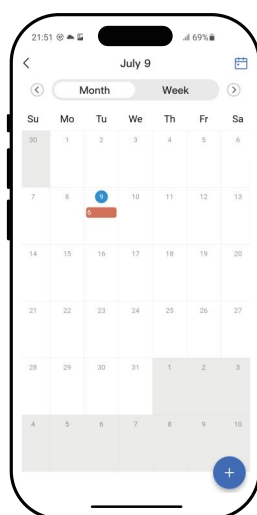 21:51 69%
July 9
Month Week
Su Mo Tu We Th Fr Sa
30 1 2 3 4 5 6
7 8 9 10 11 12 13
6
14 15 16 17 18 19 20
21 22 23 24 25 26 27
28 29 30 31 1 2 3
4 5 6 7 8 9 10
+